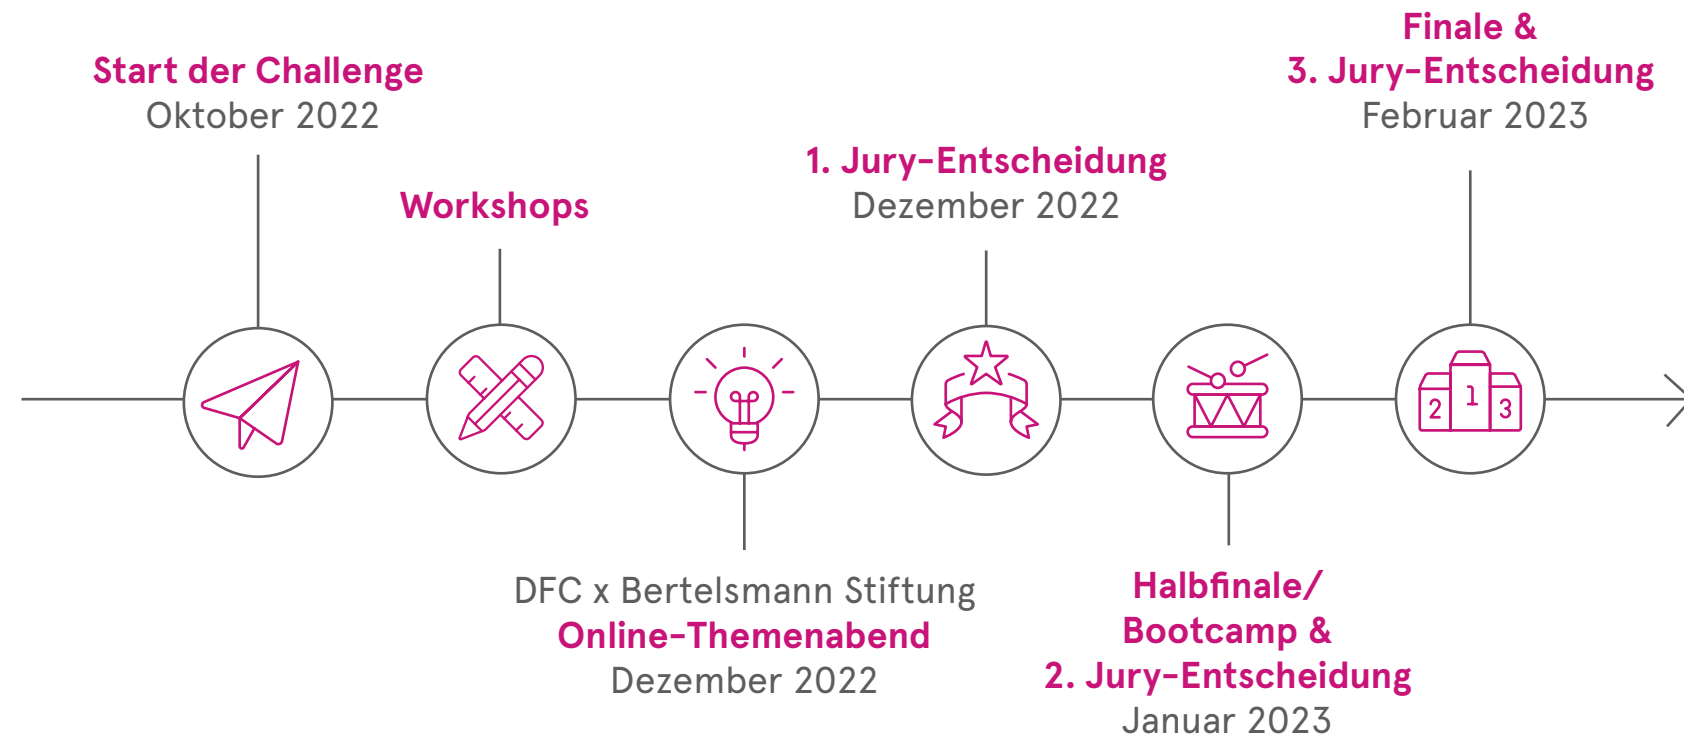 Start der Challenge
Oktober 2022
Workshops
DFC x Bertelsmann Stiftung
Online-Themenabend
Dezember 2022
1. Jury-Entscheidung
Dezember 2022
Halbfinale/
Bootcamp &
2. Jury-Entscheidung
Januar 2023
Finale &
3. Jury-Entscheidung
Februar 2023
2
1
3